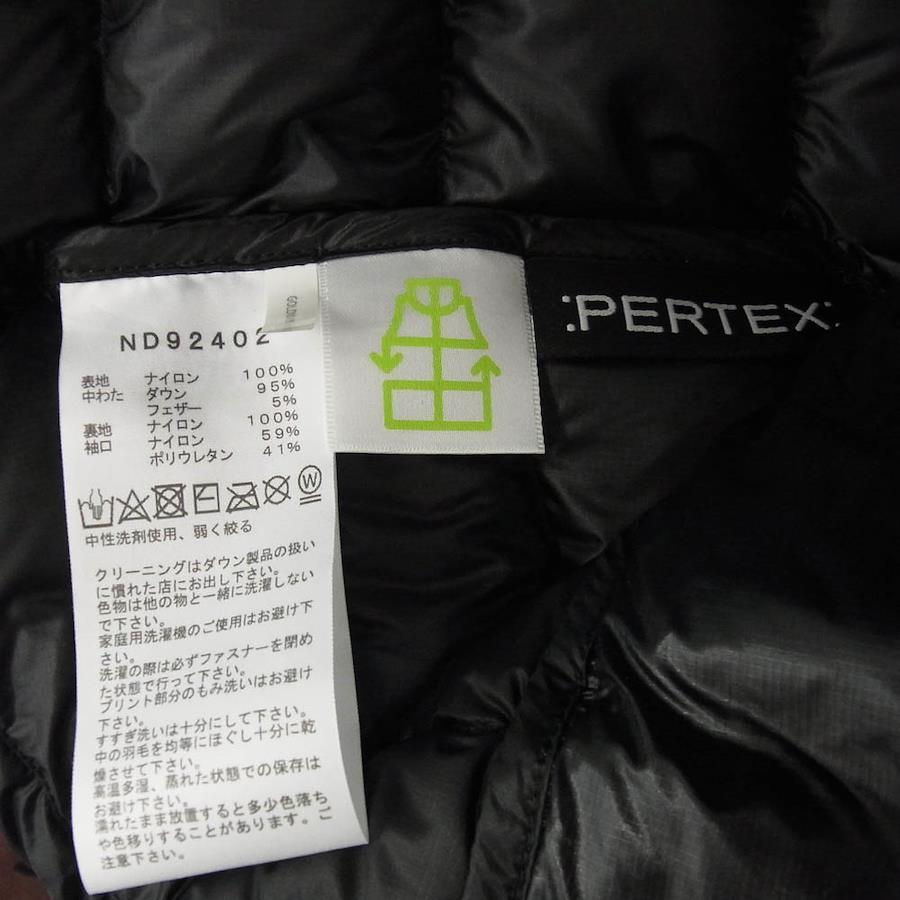 GOLDWIN
ND92402
表地 ナイロン 100%
中わた ダウン 95%
フェザー 5%
裏地 ナイロン 100%
袖口 ナイロン 59%
ポリウレタン 41%
W
中性洗剤使用、弱く絞る
クリーニングはダウン製品の扱い
に慣れた店にお出し下さい。
色物は他の物と一緒に洗濯しない
で下さい。
家庭用洗濯機のご使用はお避け下
さい。
洗濯の際は必ずファスナーを閉め
た状態で行って下さい。
プリント部分のもみ洗いはお避け
下さい。
すすぎ洗いは十分にして下さい。
中の羽毛を均等にほぐし十分に乾
燥させて下さい。
高温多湿、蒸れた状態での保存は
お避け下さい。
濡れたまま放置すると多少色落ち
や色移りすることがあります。ご
注意下さい。
:PERTEX: